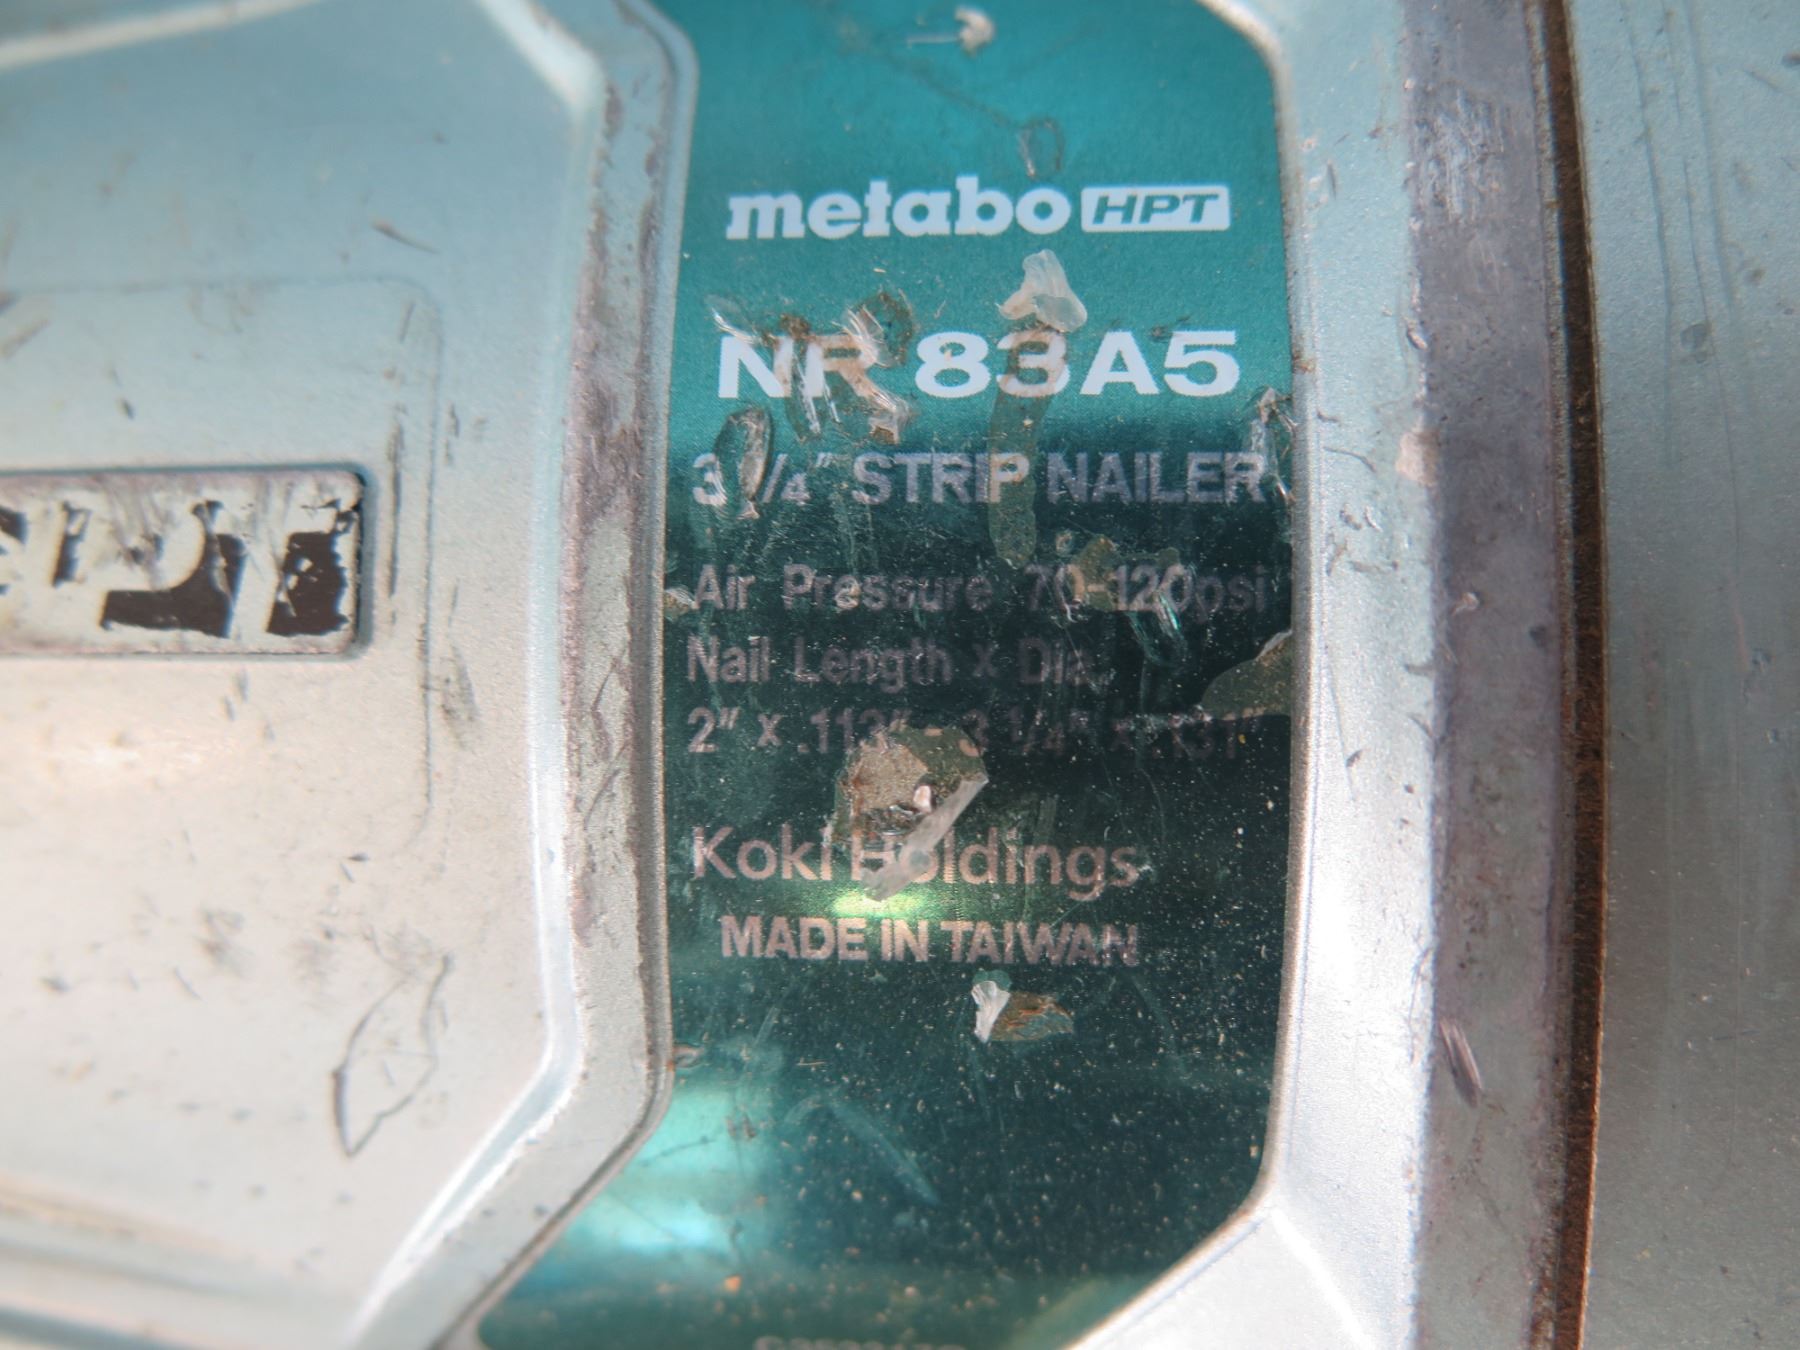 metabo HPT
NR 83A5
3 1/4" STRIP NAILER
Air Pressure 70-120psi
Nail Length x Dia.
2" x .113" - 3 1/4" x .131"
Koki Holdings
MADE IN TAIWAN